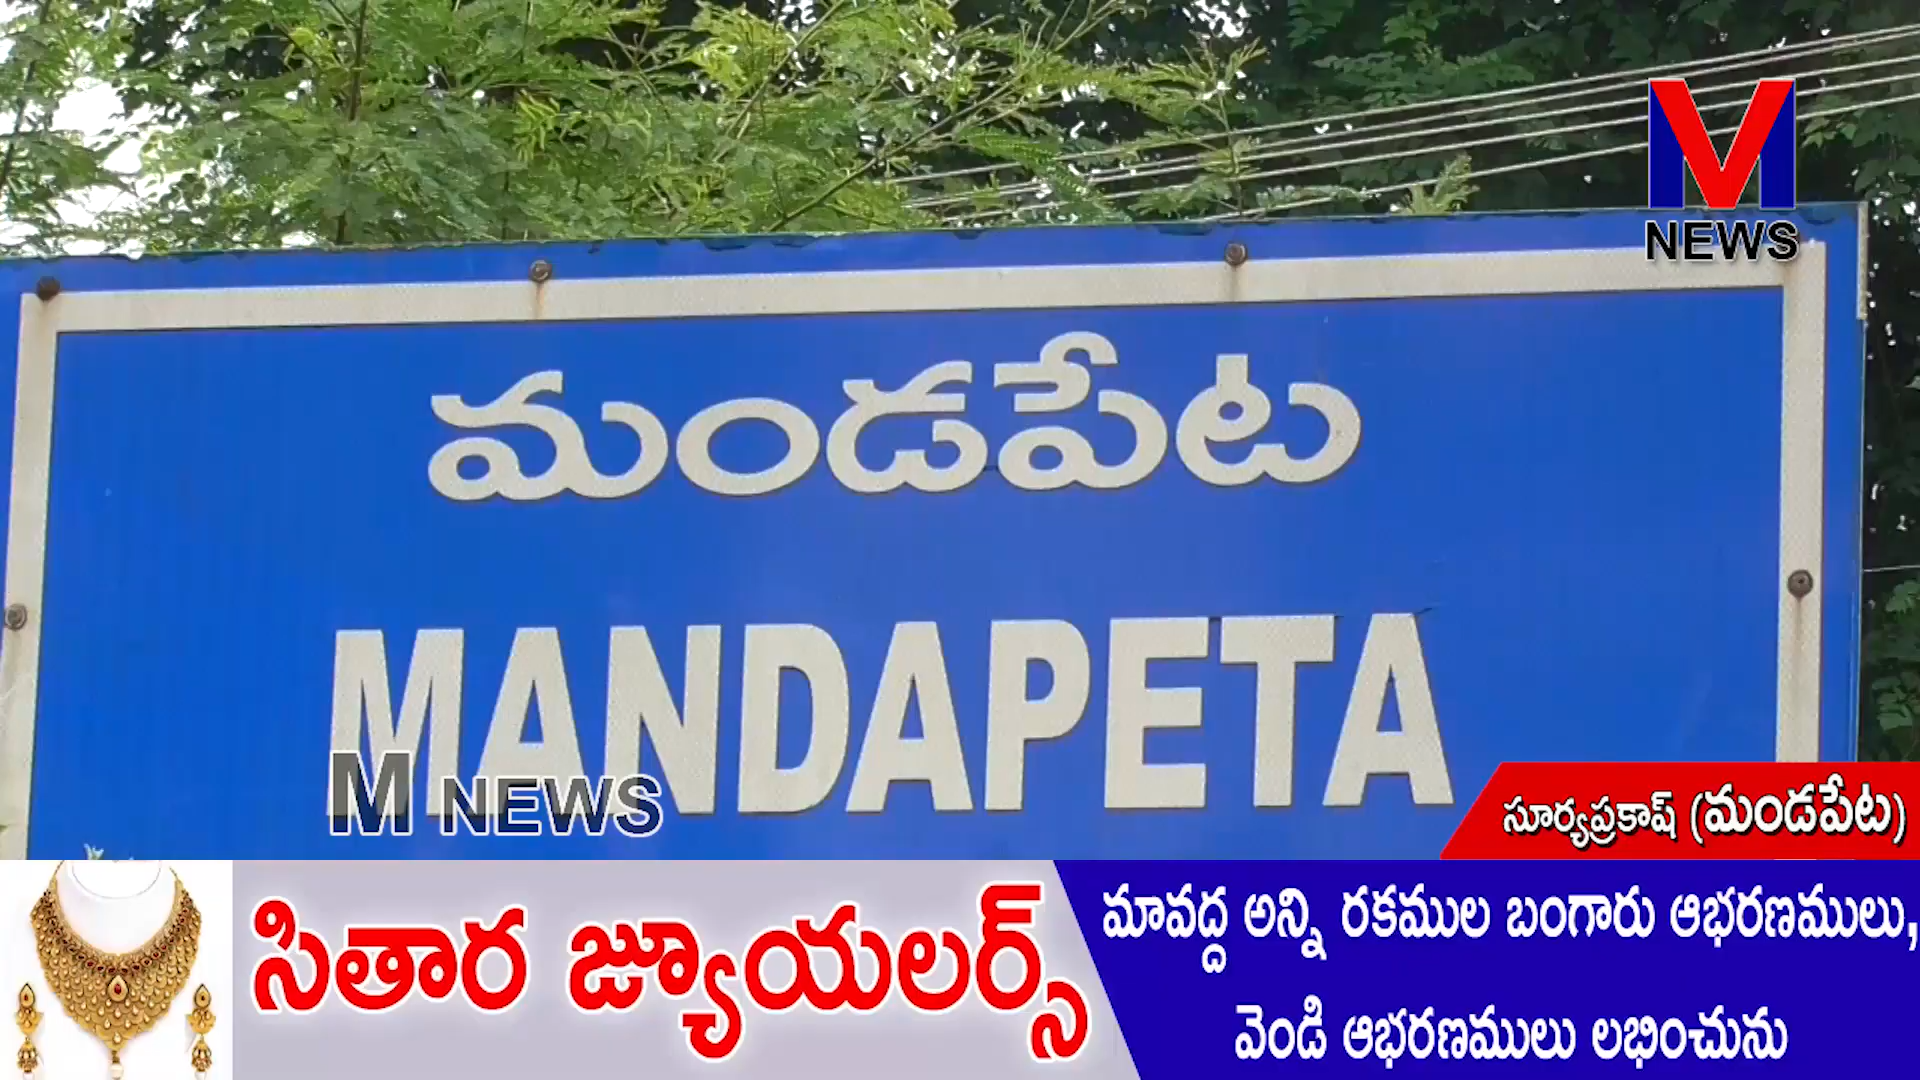 M
NEWS
మండపేట
MANDAPETA
M NEWS
సూర్యప్రకాష్ (మండపేట)
సితార జ్యూయలర్స్
మావద్ద అన్ని రకముల బంగారు ఆభరణములు,
వెండి ఆభరణములు లభించును